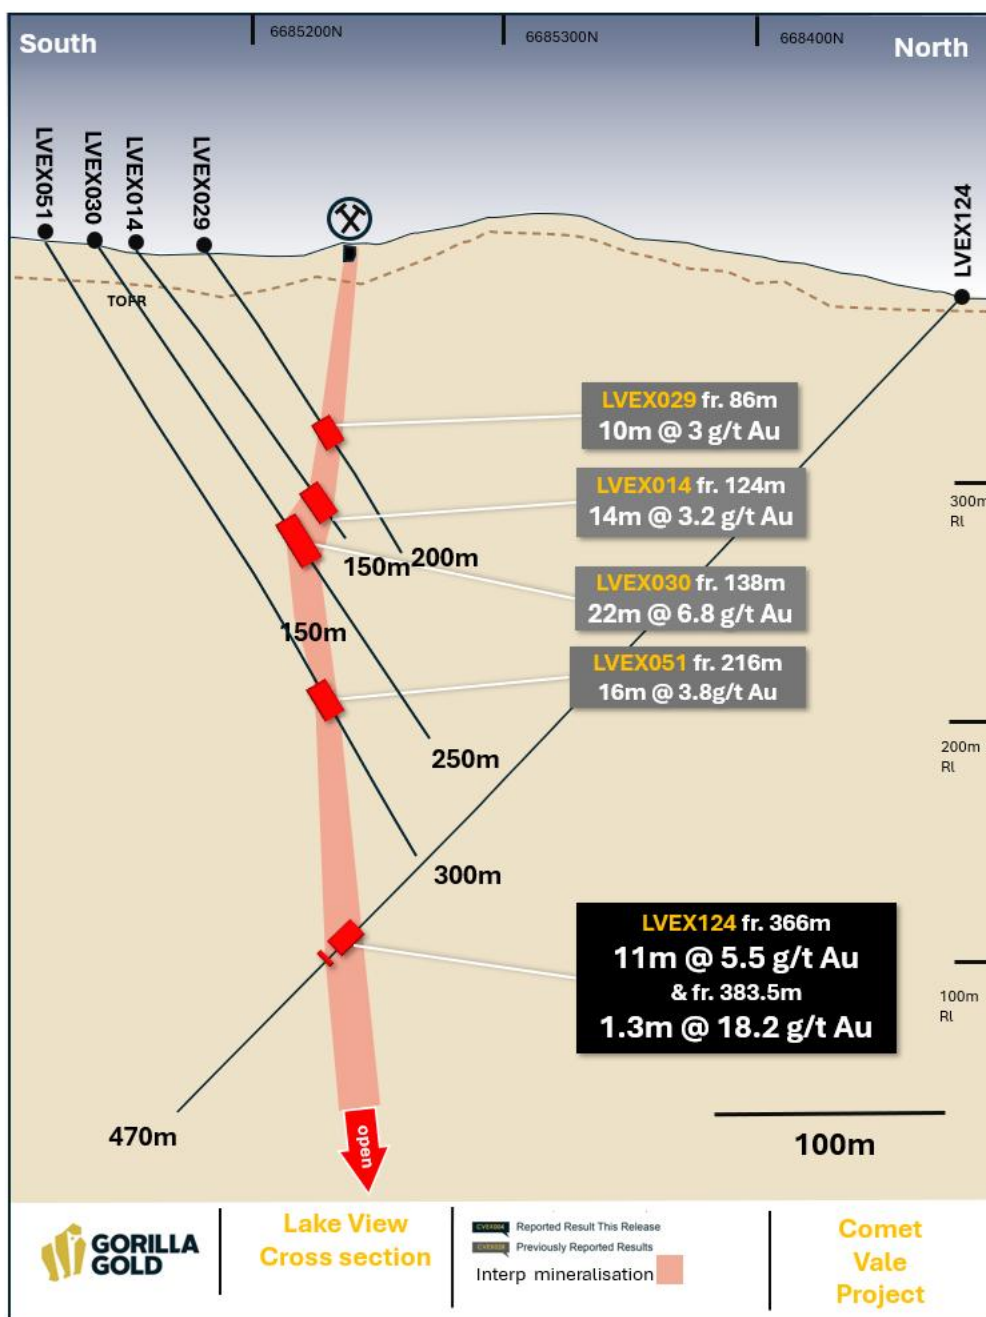 South
6685200N
6685300N
668400N
North
LVEX051
LVEX030
LVEX014
LVEX029
LVEX124
TOFR
LVEX029 fr. 86m
10m @ 3 g/t Au
LVEX014 fr. 124m
14m @ 3.2 g/t Au
300m
Rl
150m
200m
LVEX030 fr. 138m
22m @ 6.8 g/t Au
150m
LVEX051 fr. 216m
16m @ 3.8g/t Au
250m
200m
Rl
300m
LVEX124 fr. 366m
11m @ 5.5 g/t Au
& fr. 383.5m
1.3m @ 18.2 g/t Au
100m
Rl
470m
open
100m
GORILLA
GOLD
Lake View
Cross section
Reported Result This Release
Previously Reported Results
Interp mineralisation
Comet
Vale
Project